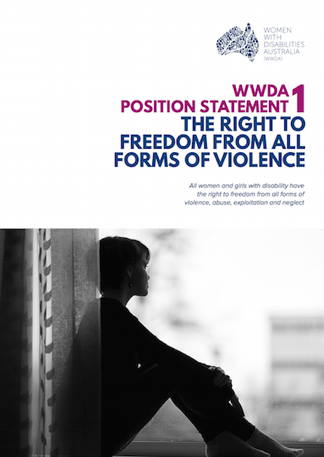 WOMEN
WITH
DISABILITIES
AUSTRALIA
(WWDA)
WWDA
POSITION STATEMENT 1
THE RIGHT TO
FREEDOM FROM ALL
FORMS OF VIOLENCE
All women and girls with disability have
the right to freedom from all forms of
violence, abuse, exploitation and neglect